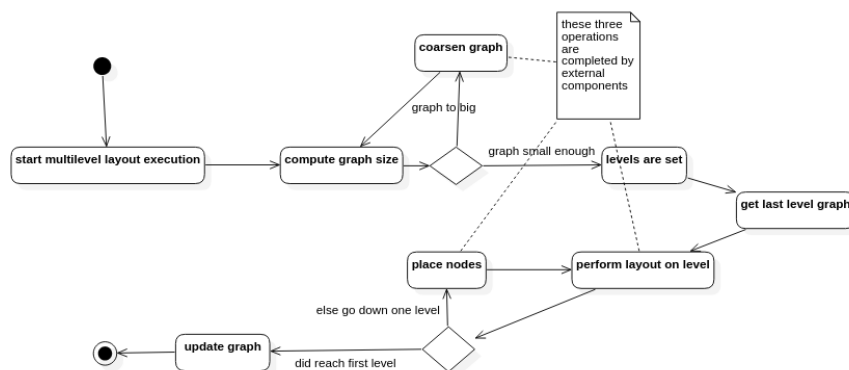 these three
operations
are
completed by
external
components
coarsen graph
graph to big
start multilevel layout execution
compute graph size
graph small enough
levels are set
get last level graph
place nodes
perform layout on level
else go down one level
update graph
did reach first level